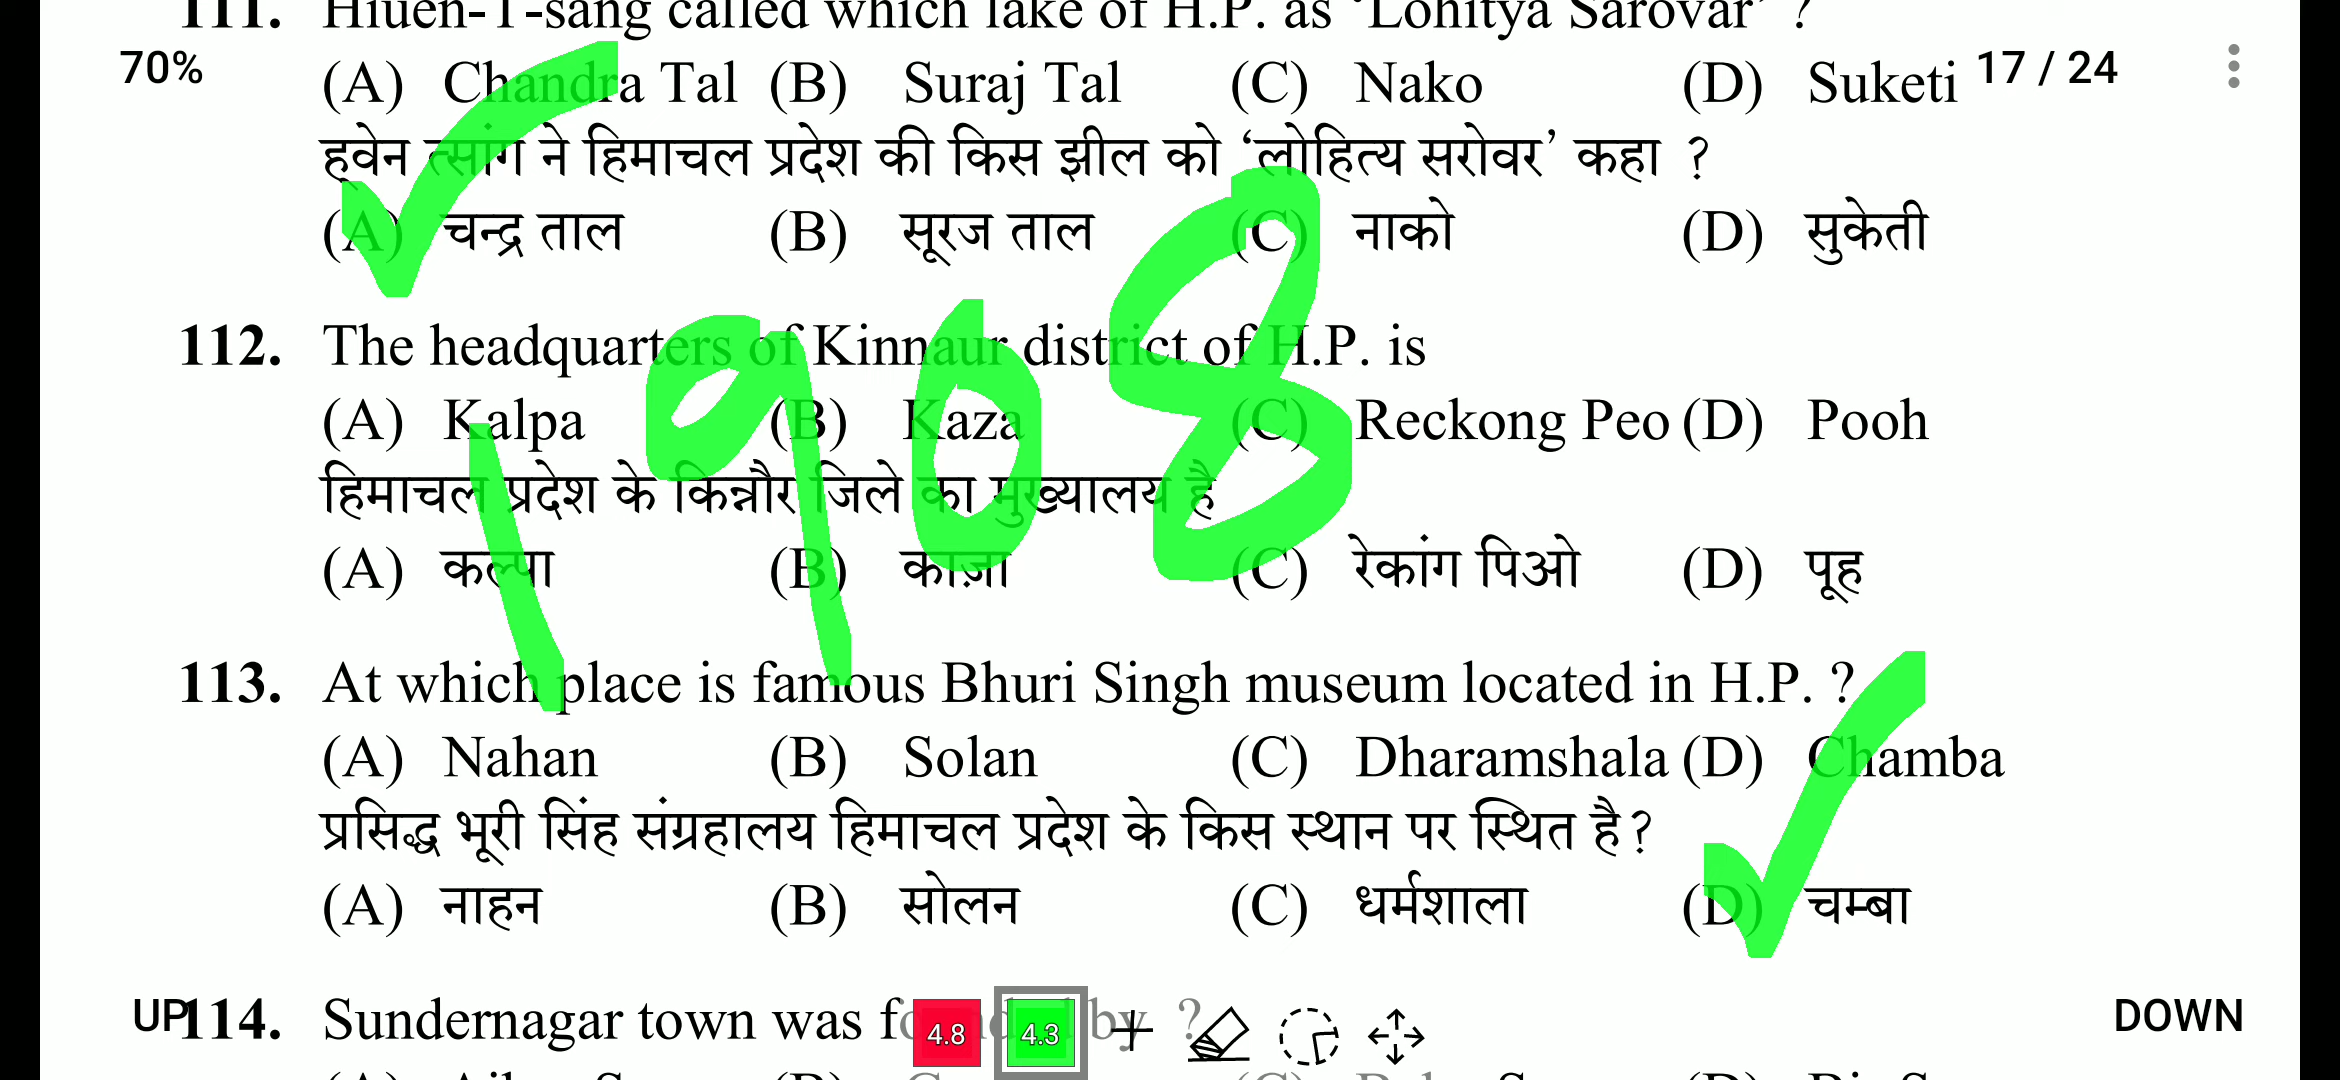 111. Hiuen-T-sang called which lake of H.P. as ‘Lohitya Sarovar’ ?
70%
(A) Chandra Tal (B) Suraj Tal (C) Nako (D) Suketi 17 / 24
ह्वेन त्सांग ने हिमाचल प्रदेश की किस झील को ‘लोहित्य सरोवर’ कहा ?
(A) चन्द्र ताल (B) सूरज ताल (C) नाको (D) सुकेती
1908
112. The headquarters of Kinnaur district of H.P. is
(A) Kalpa (B) Kaza (C) Reckong Peo (D) Pooh
हिमाचल प्रदेश के किन्नौर जिले का मुख्यालय है
(A) कल्पा (B) काज़ा (C) रेकांग पिओ (D) पूह
113. At which place is famous Bhuri Singh museum located in H.P. ?
(A) Nahan (B) Solan (C) Dharamshala (D) Chamba
प्रसिद्ध भूरी सिंह संग्रहालय हिमाचल प्रदेश के किस स्थान पर स्थित है ?
(A) नाहन (B) सोलन (C) धर्मशाला (D) चम्बा
UP 114. Sundernagar town was by ? DOWN
4.8 4.3